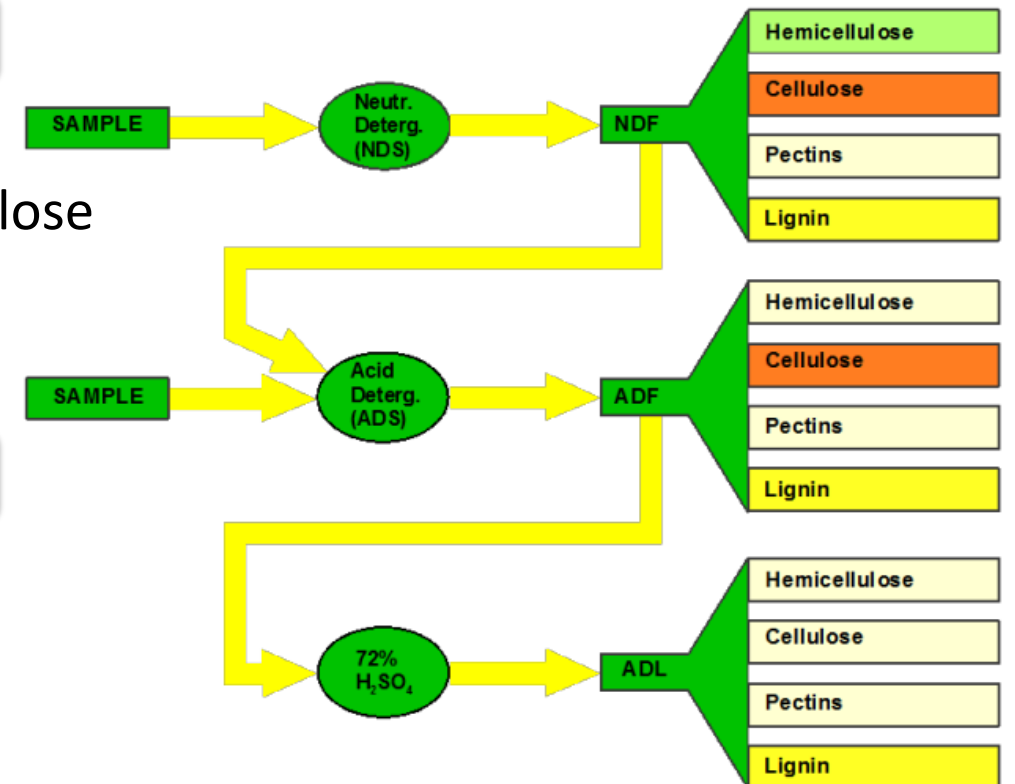 SAMPLE
Neutr.
Deterg.
(NDS)
NDF
Hemicellulose
Cellulose
Pectins
Lignin
lose
SAMPLE
Acid
Deterg.
(ADS)
ADF
Hemicellulose
Cellulose
Pectins
Lignin
72%
H₂SO₄
ADL
Hemicellulose
Cellulose
Pectins
Lignin